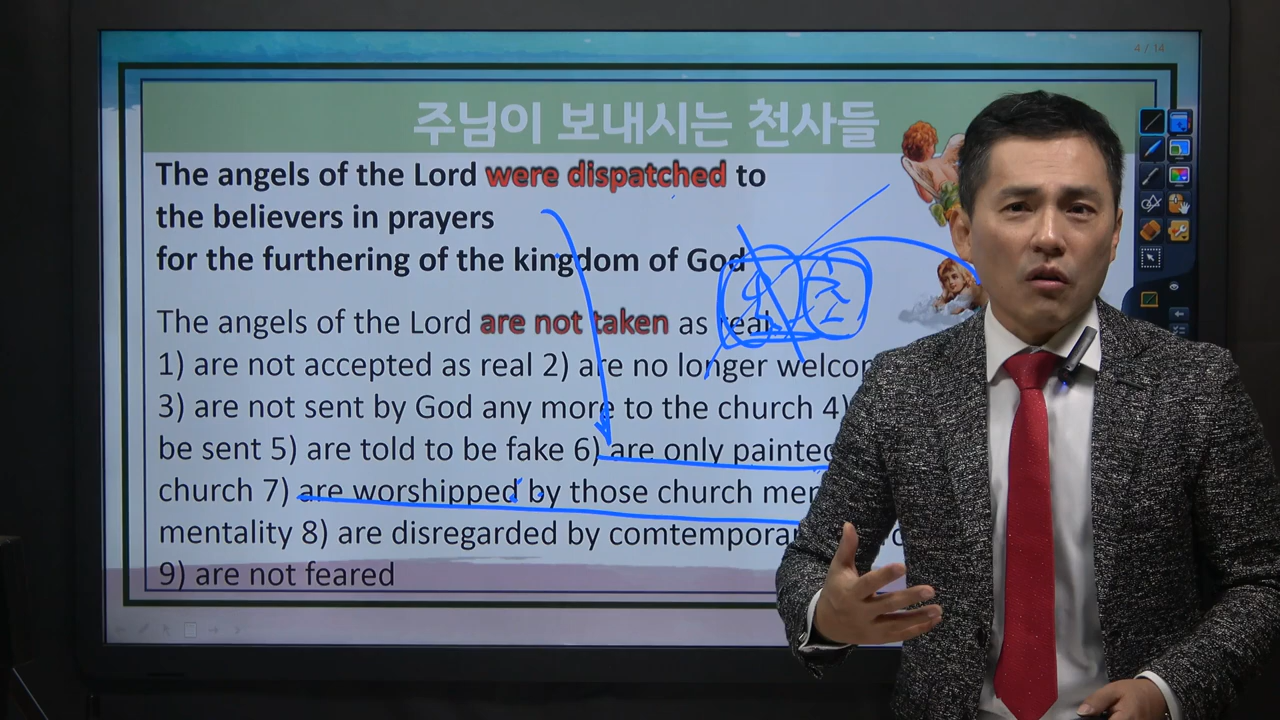 4 / 14
주님이 보내시는 천사들
The angels of the Lord were dispatched to
the believers in prayers
for the furthering of the kingdom of God
The angels of the Lord are not taken as real
1) are not accepted as real 2) are no longer
3) are not sent by God any more to the church 4)
be sent 5) are told to be fake 6) are only painted
church 7) are worshipped by those church
mentality 8) are disregarded by
9) are not feared